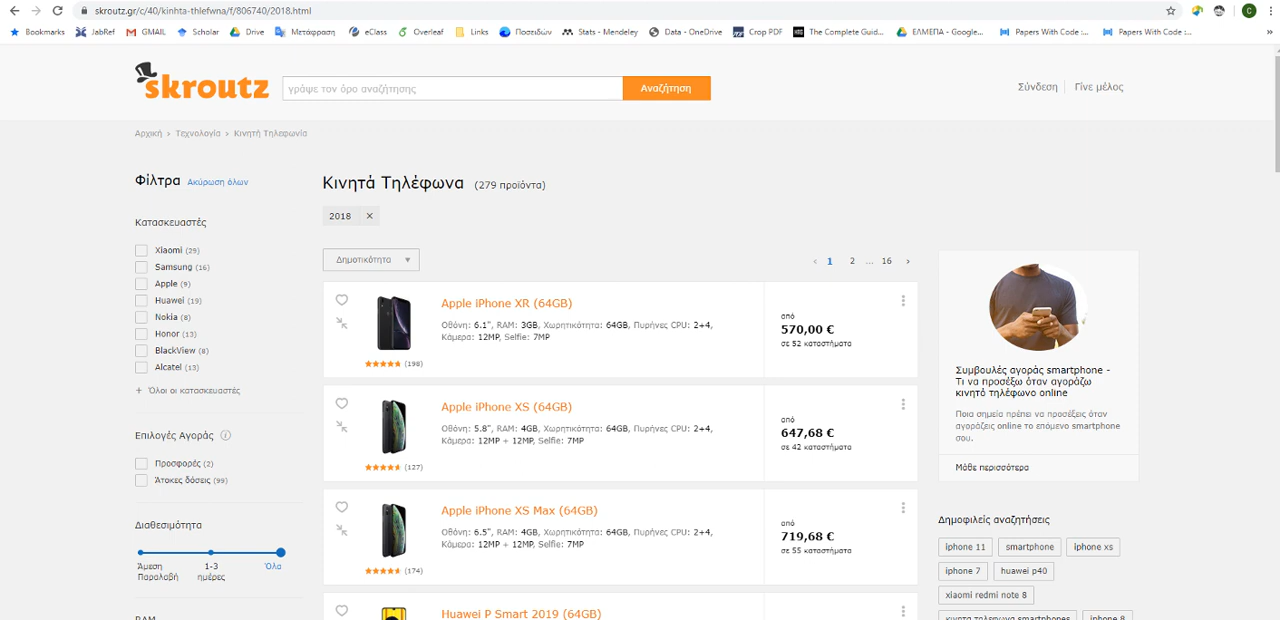 skroutz.gr/c/40/kinhta-thlefwna/f/806740/2018.html
C
Bookmarks JabRef GMAIL Scholar Drive Μετάφραση eClass Overleaf Links Ποσειδών Stats - Mendeley Data - OneDrive Crop PDF The Complete Guid... ΕΛΜΕΠΑ - Google... Papers With Code :... Papers With Code :... »
skroutz
γράψε τον όρο αναζήτησης
Αναζήτηση
Σύνδεση Γίνε μέλος
Αρχική › Τεχνολογία › Κινητή Τηλεφωνία
Φίλτρα Ακύρωση όλων
Κατασκευαστές
Xiaomi (29)
Samsung (16)
Apple (9)
Huawei (19)
Nokia (8)
Honor (13)
BlackView (8)
Alcatel (13)
+ Όλοι οι κατασκευαστές
Επιλογές Αγοράς i
Προσφορές (2)
Άτοκες δόσεις (99)
Διαθεσιμότητα
Άμεση
Παραλαβή
1-3
ημέρες
Όλα
RAM
Κινητά Τηλέφωνα (279 προϊόντα)
2018 ✕
Δημοτικότητα ▼
‹ 1 2 ... 16 ›
Apple iPhone XR (64GB)
Οθόνη: 6.1", RAM: 3GB, Χωρητικότητα: 64GB, Πυρήνες CPU: 2+4,
Κάμερα: 12MP, Selfie: 7MP
(198)
από
570,00 €
σε 52 καταστήματα
Apple iPhone XS (64GB)
Οθόνη: 5.8", RAM: 4GB, Χωρητικότητα: 64GB, Πυρήνες CPU: 2+4,
Κάμερα: 12MP + 12MP, Selfie: 7MP
(127)
από
647,68 €
σε 42 καταστήματα
Apple iPhone XS Max (64GB)
Οθόνη: 6.5", RAM: 4GB, Χωρητικότητα: 64GB, Πυρήνες CPU: 2+4,
Κάμερα: 12MP + 12MP, Selfie: 7MP
(174)
από
719,68 €
σε 55 καταστήματα
Huawei P Smart 2019 (64GB)
Συμβουλές αγοράς smartphone -
Τι να προσέξω όταν αγοράζω
κινητό τηλέφωνο online
Ποια σημεία πρέπει να προσέξεις όταν
αγοράζεις online το επόμενο smartphone
σου.
Μάθε περισσότερα
Δημοφιλείς αναζητήσεις
iphone 11 smartphone iphone xs
iphone 7 huawei p40
xiaomi redmi note 8
κινητα τηλεφωνα smartphones iphone 8